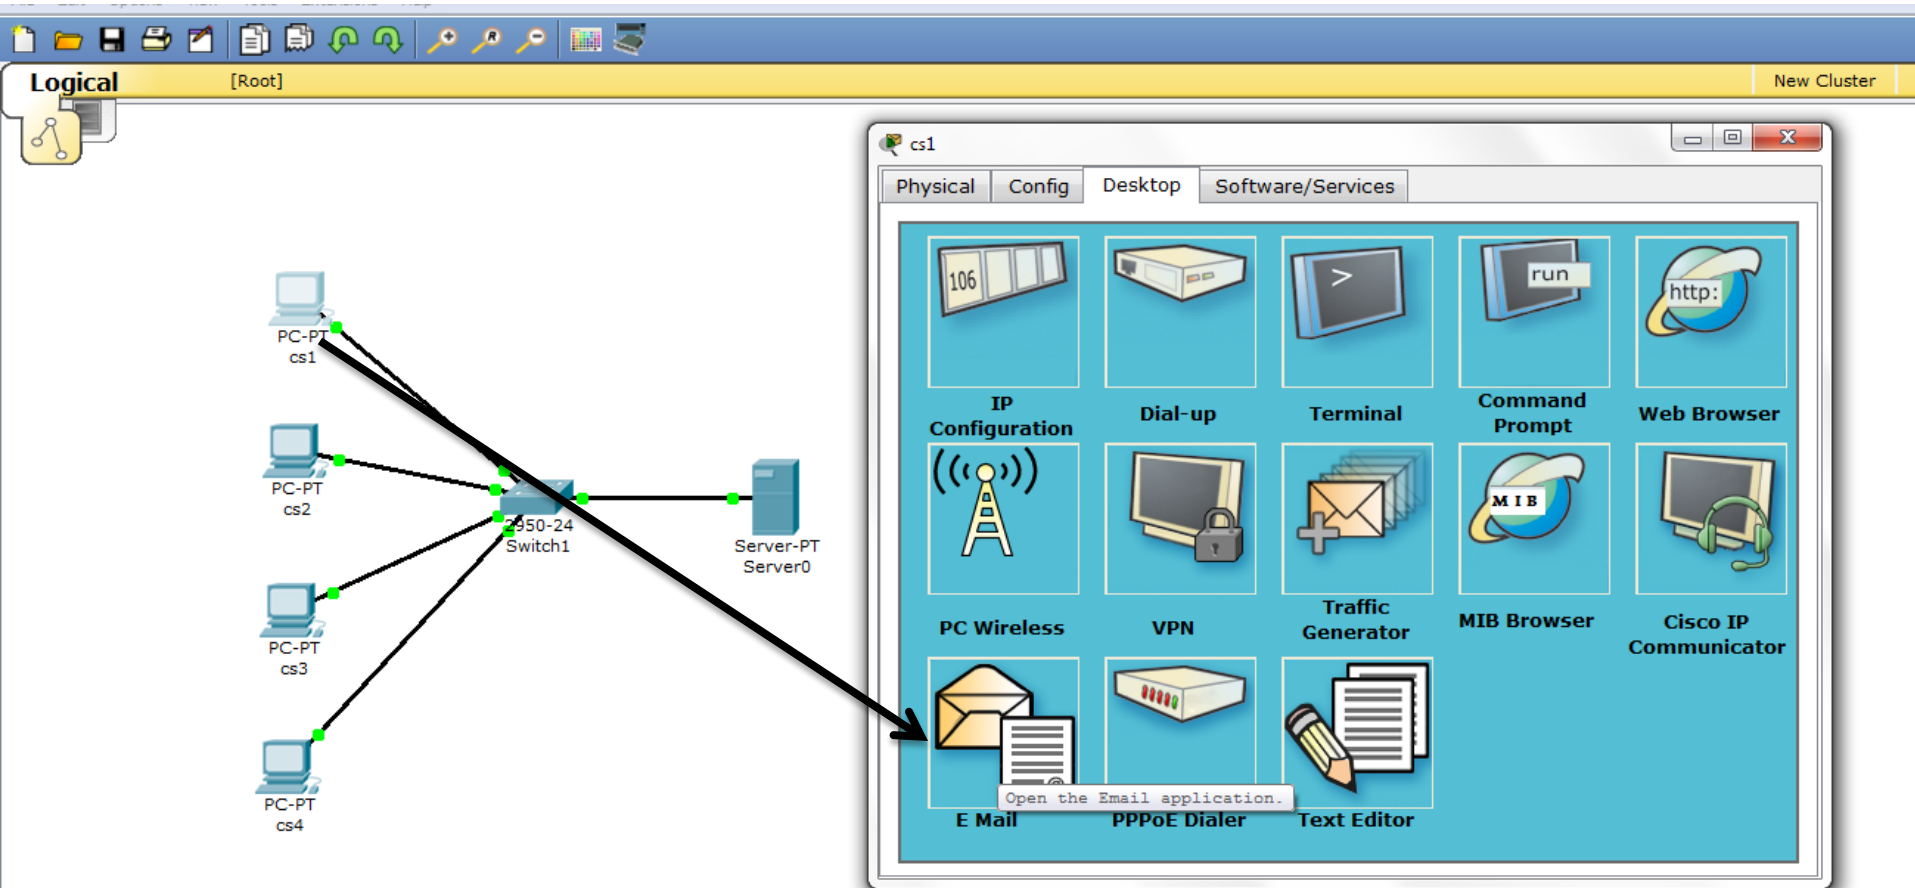 Logical
[Root]
New Cluster
cs1
Physical
Config
Desktop
Software/Services
PC-PT
cs1
PC-PT
cs2
PC-PT
cs3
PC-PT
cs4
2950-24
Switch1
Server-PT
Server0
106
>
run
http:
IP
Configuration
Dial-up
Terminal
Command
Prompt
Web Browser
MIB
PC Wireless
VPN
Traffic
Generator
MIB Browser
Cisco IP
Communicator
Open the Email application.
E Mail
PPPoE Dialer
Text Editor